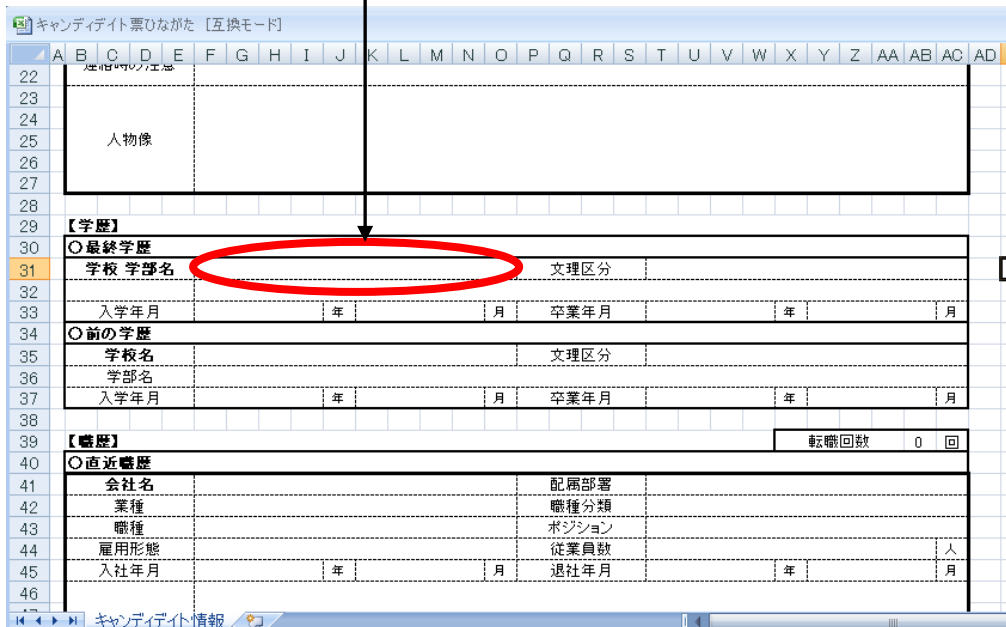 キャンディデイト票ひながた [互換モード]
A B C D E F G H I J K L M N O P Q R S T U V W X Y Z AA AB AC AD
22 連絡時の注意
23
24
25 人物像
26
27
28
29 【学歴】
30 ○最終学歴
31 学校 学部名 文理区分
32
33 入学年月 年 月 卒業年月 年 月
34 ○前の学歴
35 学校名 文理区分
36 学部名
37 入学年月 年 月 卒業年月 年 月
38
39 【職歴】 転職回数 0 回
40 ○直近職歴
41 会社名 配属部署
42 業種 職種分類
43 職種 ポジション
44 雇用形態 従業員数 人
45 入社年月 年 月 退社年月 年 月
46
キャンディデイト情報